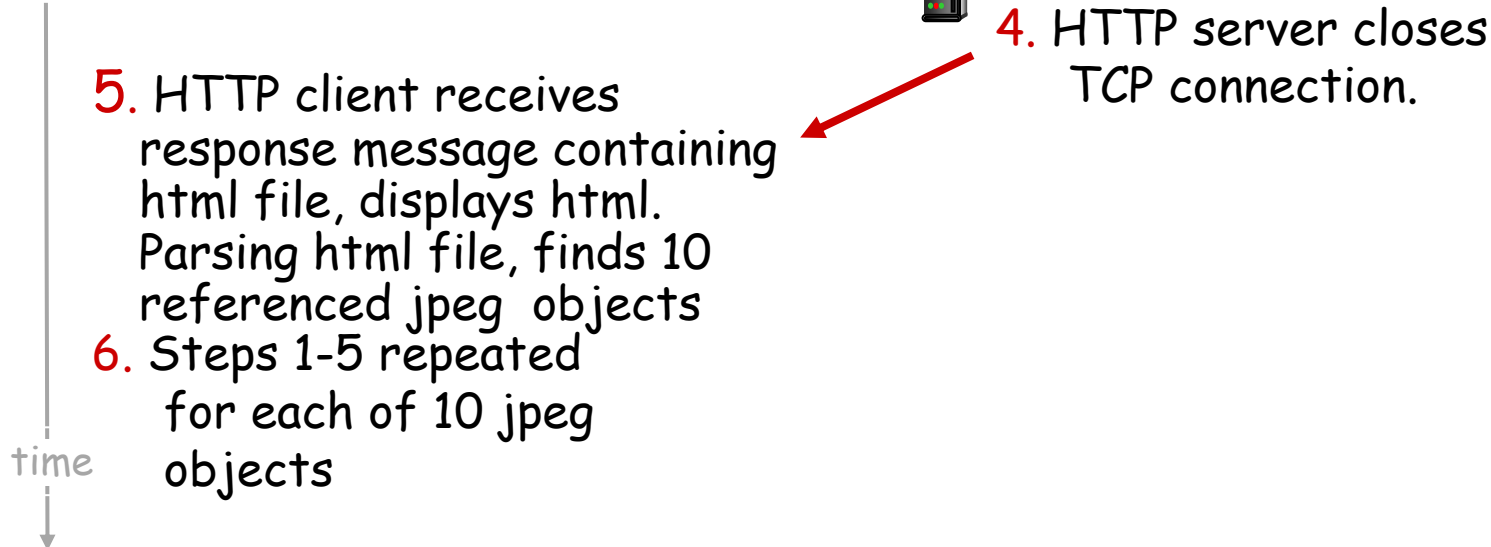 4. HTTP server closes
TCP connection.
5. HTTP client receives
response message containing
html file, displays html.
Parsing html file, finds 10
referenced jpeg objects
6. Steps 1-5 repeated
for each of 10 jpeg
objects
time